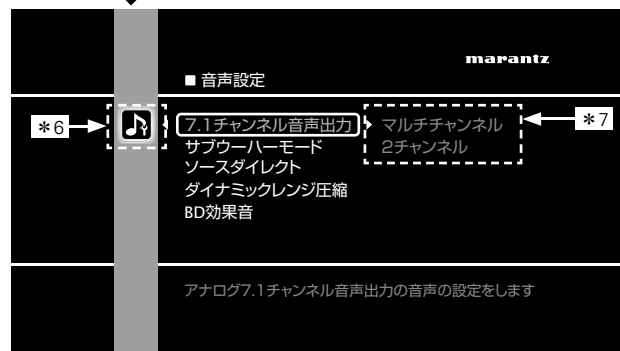 marantz
■ 音声設定
*6
7.1チャンネル音声出力
マルチチャンネル
*7
サブウーハーモード
2チャンネル
ソースダイレクト
ダイナミックレンジ圧縮
BD効果音
アナログ7.1チャンネル音声出力の音声の設定をします